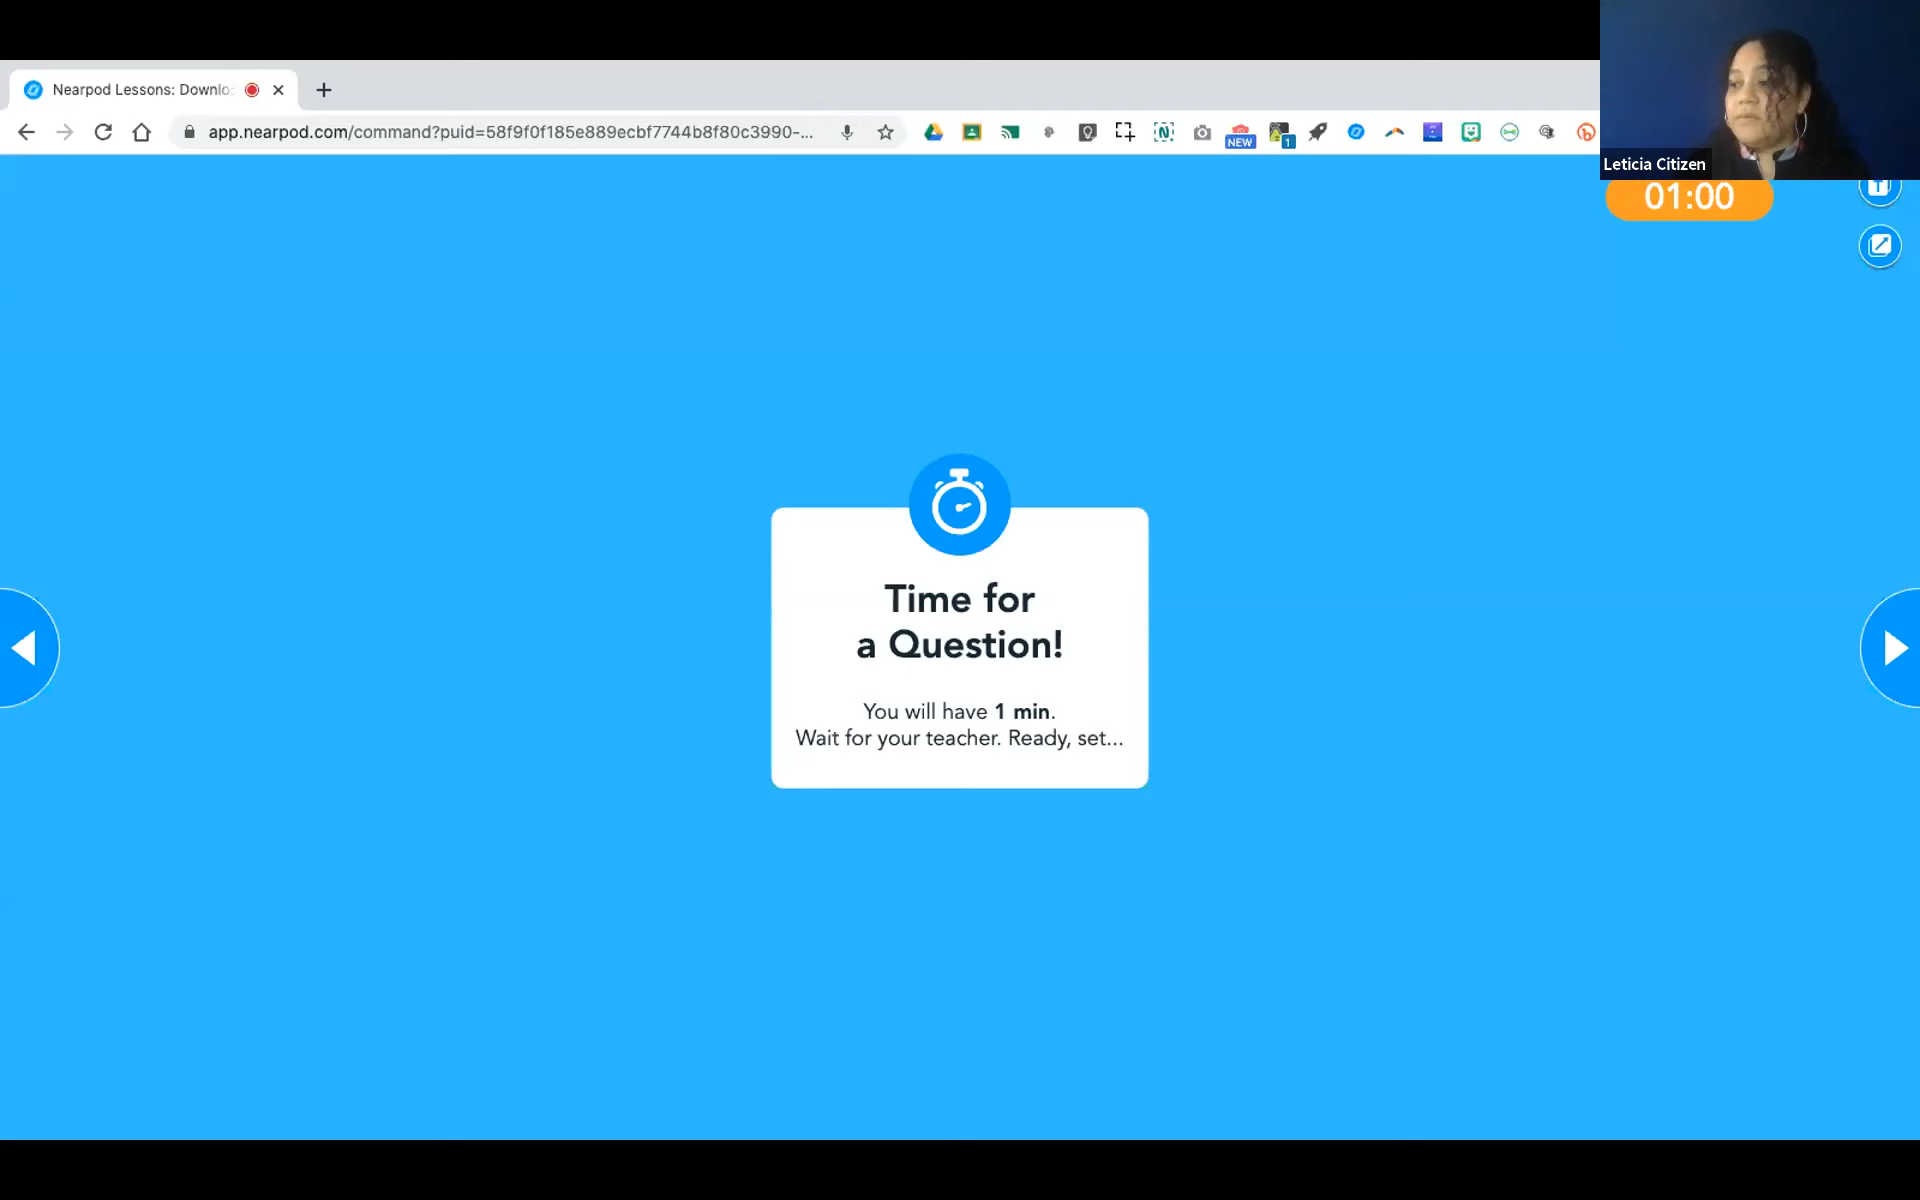 Nearpod Lessons: Downlo
app.nearpod.com/command?puid=58f9f0f185e889ecbf7744b8f80c3990-...
NEW
1
Leticia Citizen
01:00
Time for
a Question!
You will have 1 min.
Wait for your teacher. Ready, set...